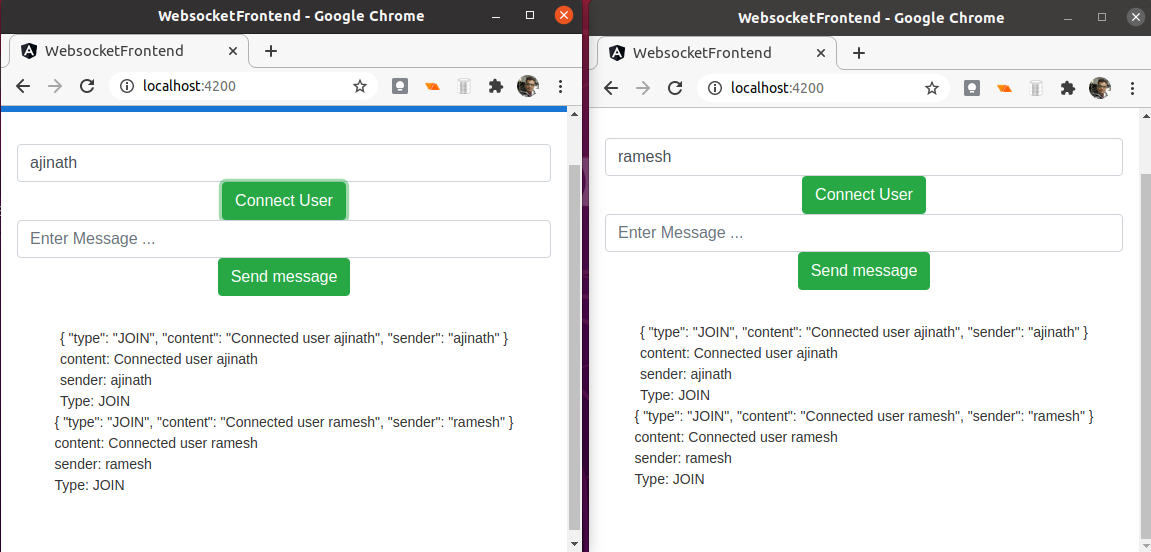 WebsocketFrontend - Google Chrome
WebsocketFrontend
localhost:4200
ajinath
Connect User
Enter Message ...
Send message
{ "type": "JOIN", "content": "Connected user ajinath", "sender": "ajinath" }
content: Connected user ajinath
sender: ajinath
Type: JOIN
{ "type": "JOIN", "content": "Connected user ramesh", "sender": "ramesh" }
content: Connected user ramesh
sender: ramesh
Type: JOIN
WebsocketFrontend - Google Chrome
WebsocketFrontend
localhost:4200
ramesh
Connect User
Enter Message ...
Send message
{ "type": "JOIN", "content": "Connected user ajinath", "sender": "ajinath" }
content: Connected user ajinath
sender: ajinath
Type: JOIN
{ "type": "JOIN", "content": "Connected user ramesh", "sender": "ramesh" }
content: Connected user ramesh
sender: ramesh
Type: JOIN